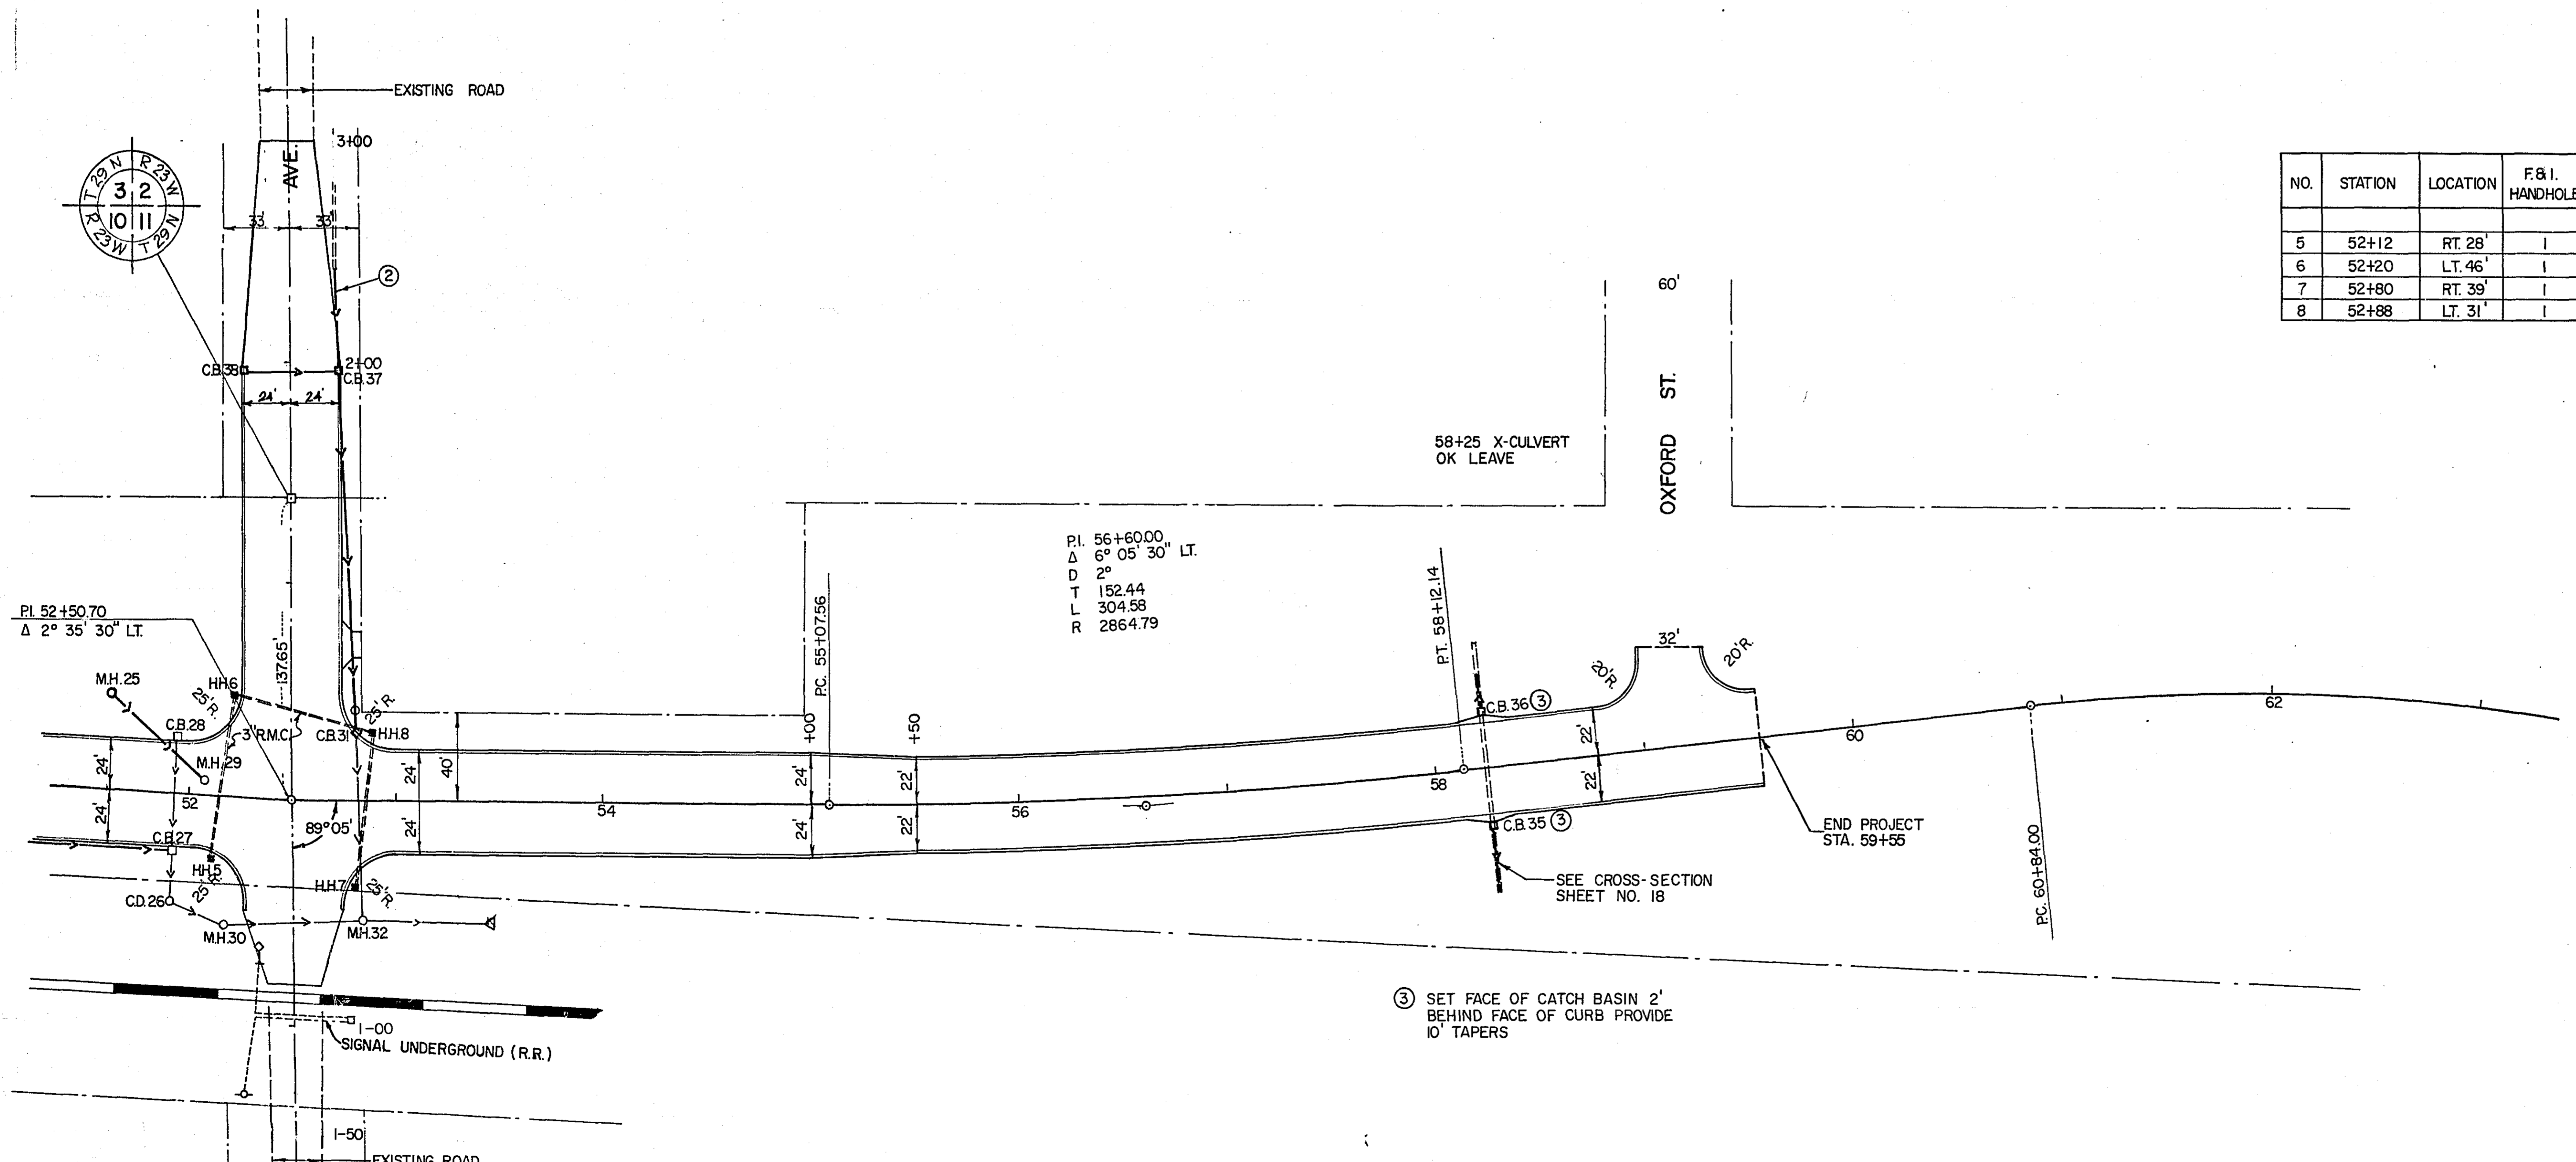 EXISTING ROAD
3+00
AVE.
T 29 N
R 23 W
3 2
10 11
R 23 W
T 29 N
33'
33'
2
C.B.38
2+00
C.B.37
24'
24'
NO. STATION LOCATION F.& I. HANDHOLE
5 52+12 RT. 28' 1
6 52+20 LT. 46' 1
7 52+80 RT. 39' 1
8 52+88 LT. 31' 1
60'
OXFORD ST.
58+25 X-CULVERT
OK LEAVE
P.I. 56+60.00
Δ 6° 05' 30" LT.
D 2°
T 152.44
L 304.58
R 2864.79
P.I. 52+50.70
Δ 2° 35' 30" LT.
137.65'
P.C. 55+07.56
P.T. 58+12.14
M.H.25
H.H.6
25'R.
C.B.28
3" R.M.C.
C.B.31
25'R.
H.H.8
M.H.29
24'
24'
52
89°05'
24'
24'
40'
54
+00
24'
24'
+50
22'
22'
56
58
C.B.36 3
20'R.
32'
20'R.
22'
22'
60
62
C.B.35 3
END PROJECT
STA. 59+55
P.C. 60+84.00
C.B.27
H.H.5
25'R.
C.D.26
M.H.30
H.H.7
25'R.
M.H.32
SEE CROSS-SECTION
SHEET NO. 18
3 SET FACE OF CATCH BASIN 2'
BEHIND FACE OF CURB PROVIDE
10' TAPERS
1-00
SIGNAL UNDERGROUND (R.R.)
1-50
EXISTING ROAD